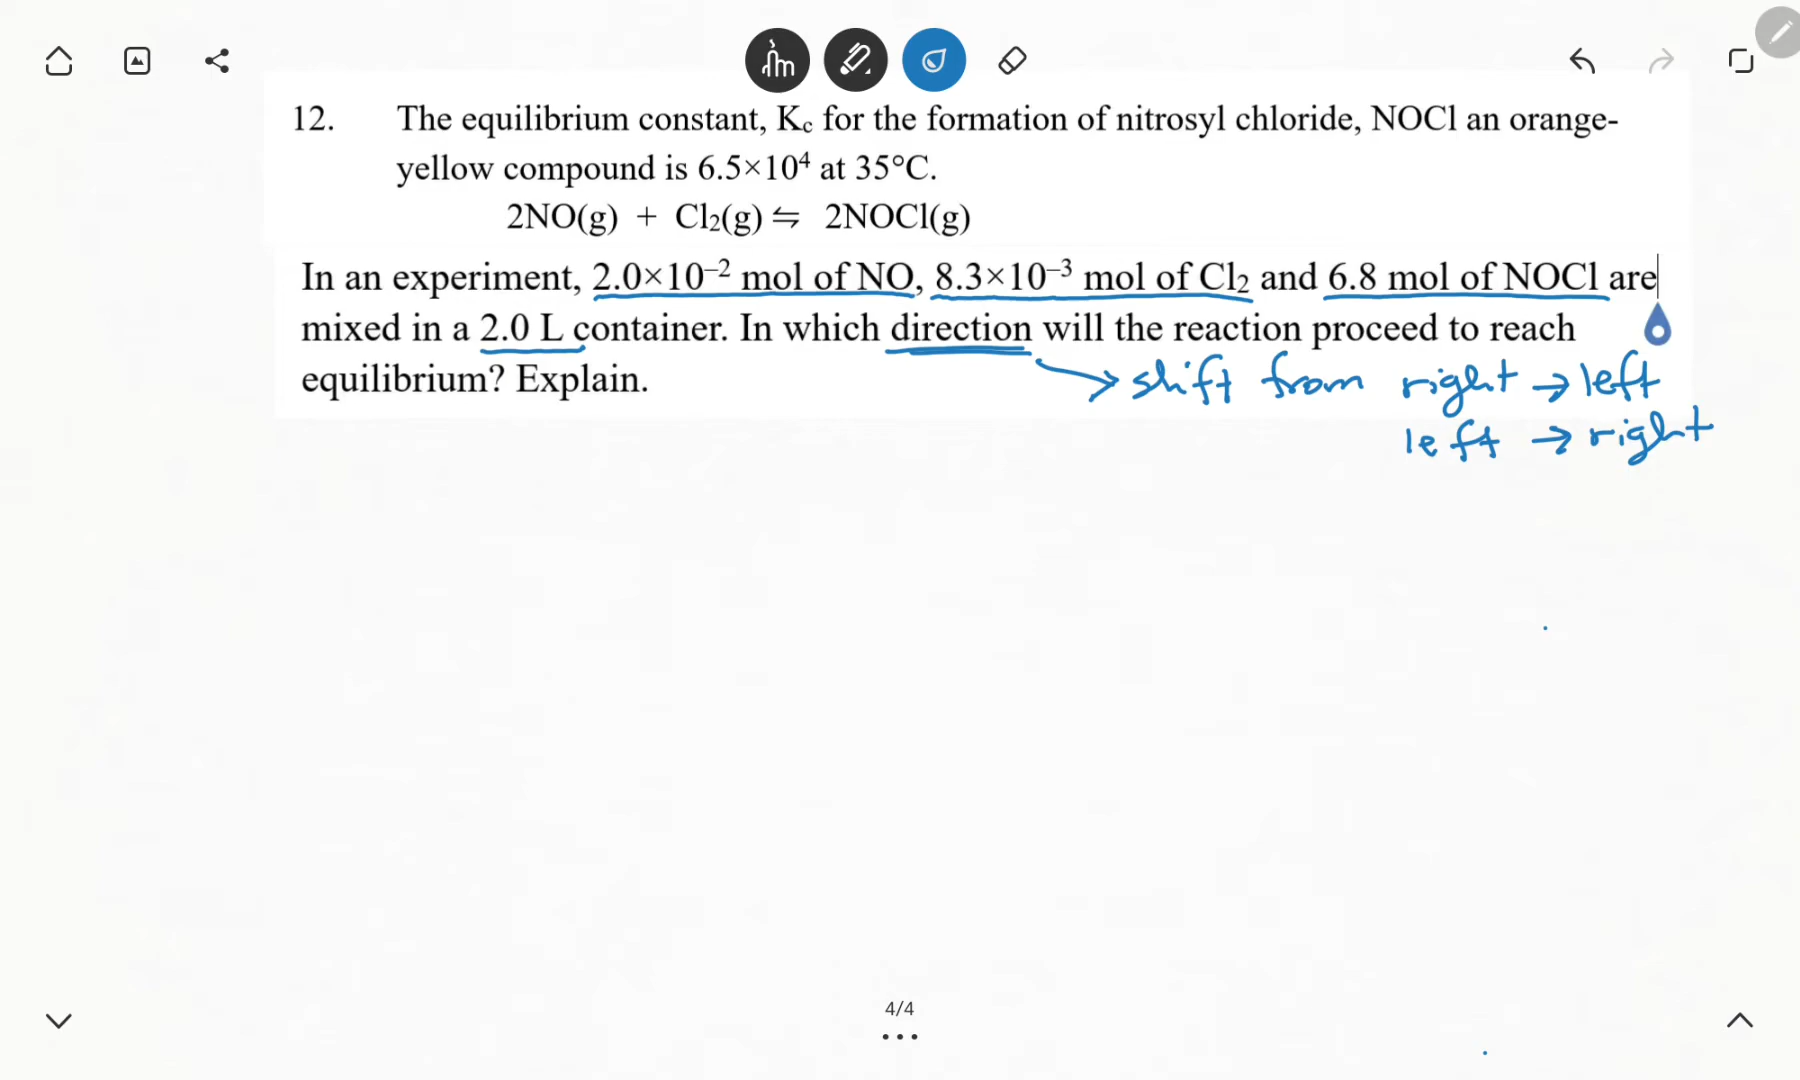 12. The equilibrium constant, Kc for the formation of nitrosyl chloride, NOCl an orange-
yellow compound is 6.5×10⁴ at 35°C.
2NO(g) + Cl₂(g) ⇋ 2NOCl(g)
In an experiment, 2.0×10⁻² mol of NO, 8.3×10⁻³ mol of Cl₂ and 6.8 mol of NOCl are
mixed in a 2.0 L container. In which direction will the reaction proceed to reach
equilibrium? Explain.
→ shift from right → left
left → right
4/4